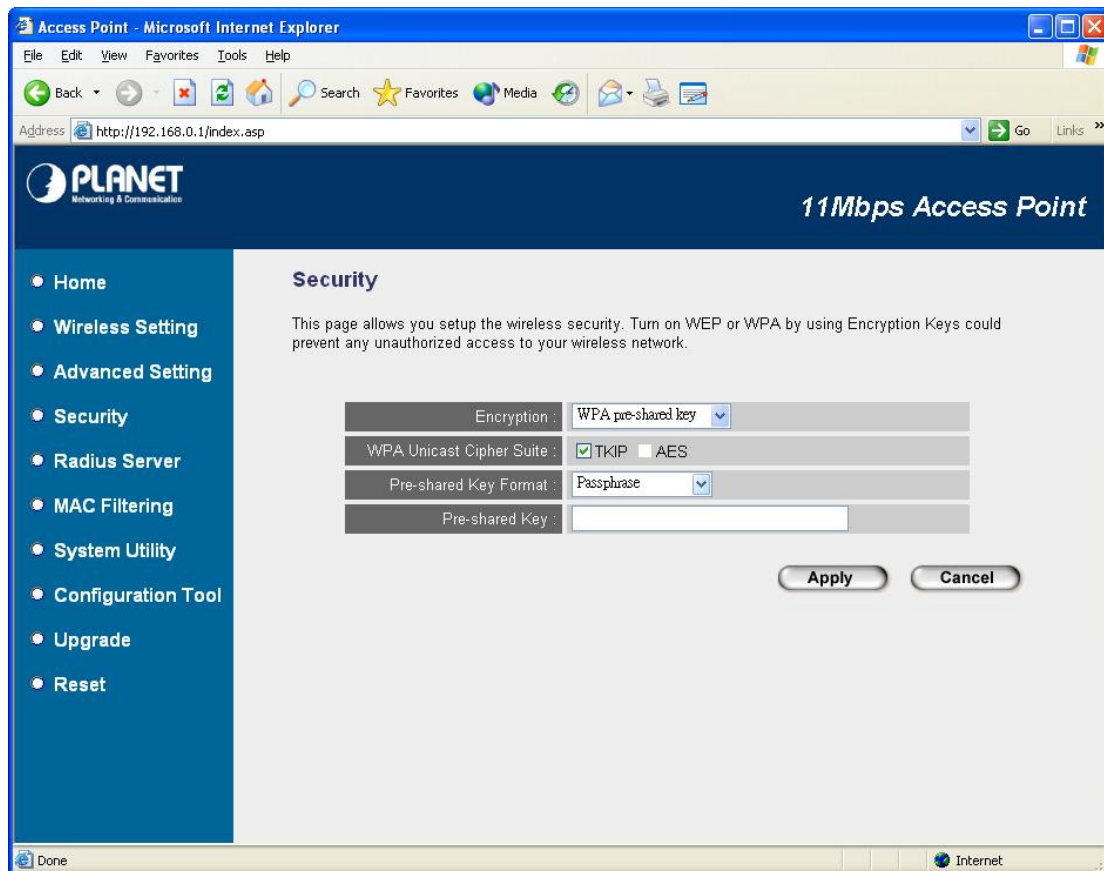 Access Point - Microsoft Internet Explorer
File Edit View Favorites Tools Help
Back Search Favorites Media
Address http://192.168.0.1/index.asp Go Links »
PLANET
Networking & Communication
11Mbps Access Point
Home
Wireless Setting
Advanced Setting
Security
Radius Server
MAC Filtering
System Utility
Configuration Tool
Upgrade
Reset
Security
This page allows you setup the wireless security. Turn on WEP or WPA by using Encryption Keys could
prevent any unauthorized access to your wireless network.
Encryption : WPA pre-shared key
WPA Unicast Cipher Suite : TKIP AES
Pre-shared Key Format : Passphrase
Pre-shared Key :
Apply Cancel
Done Internet